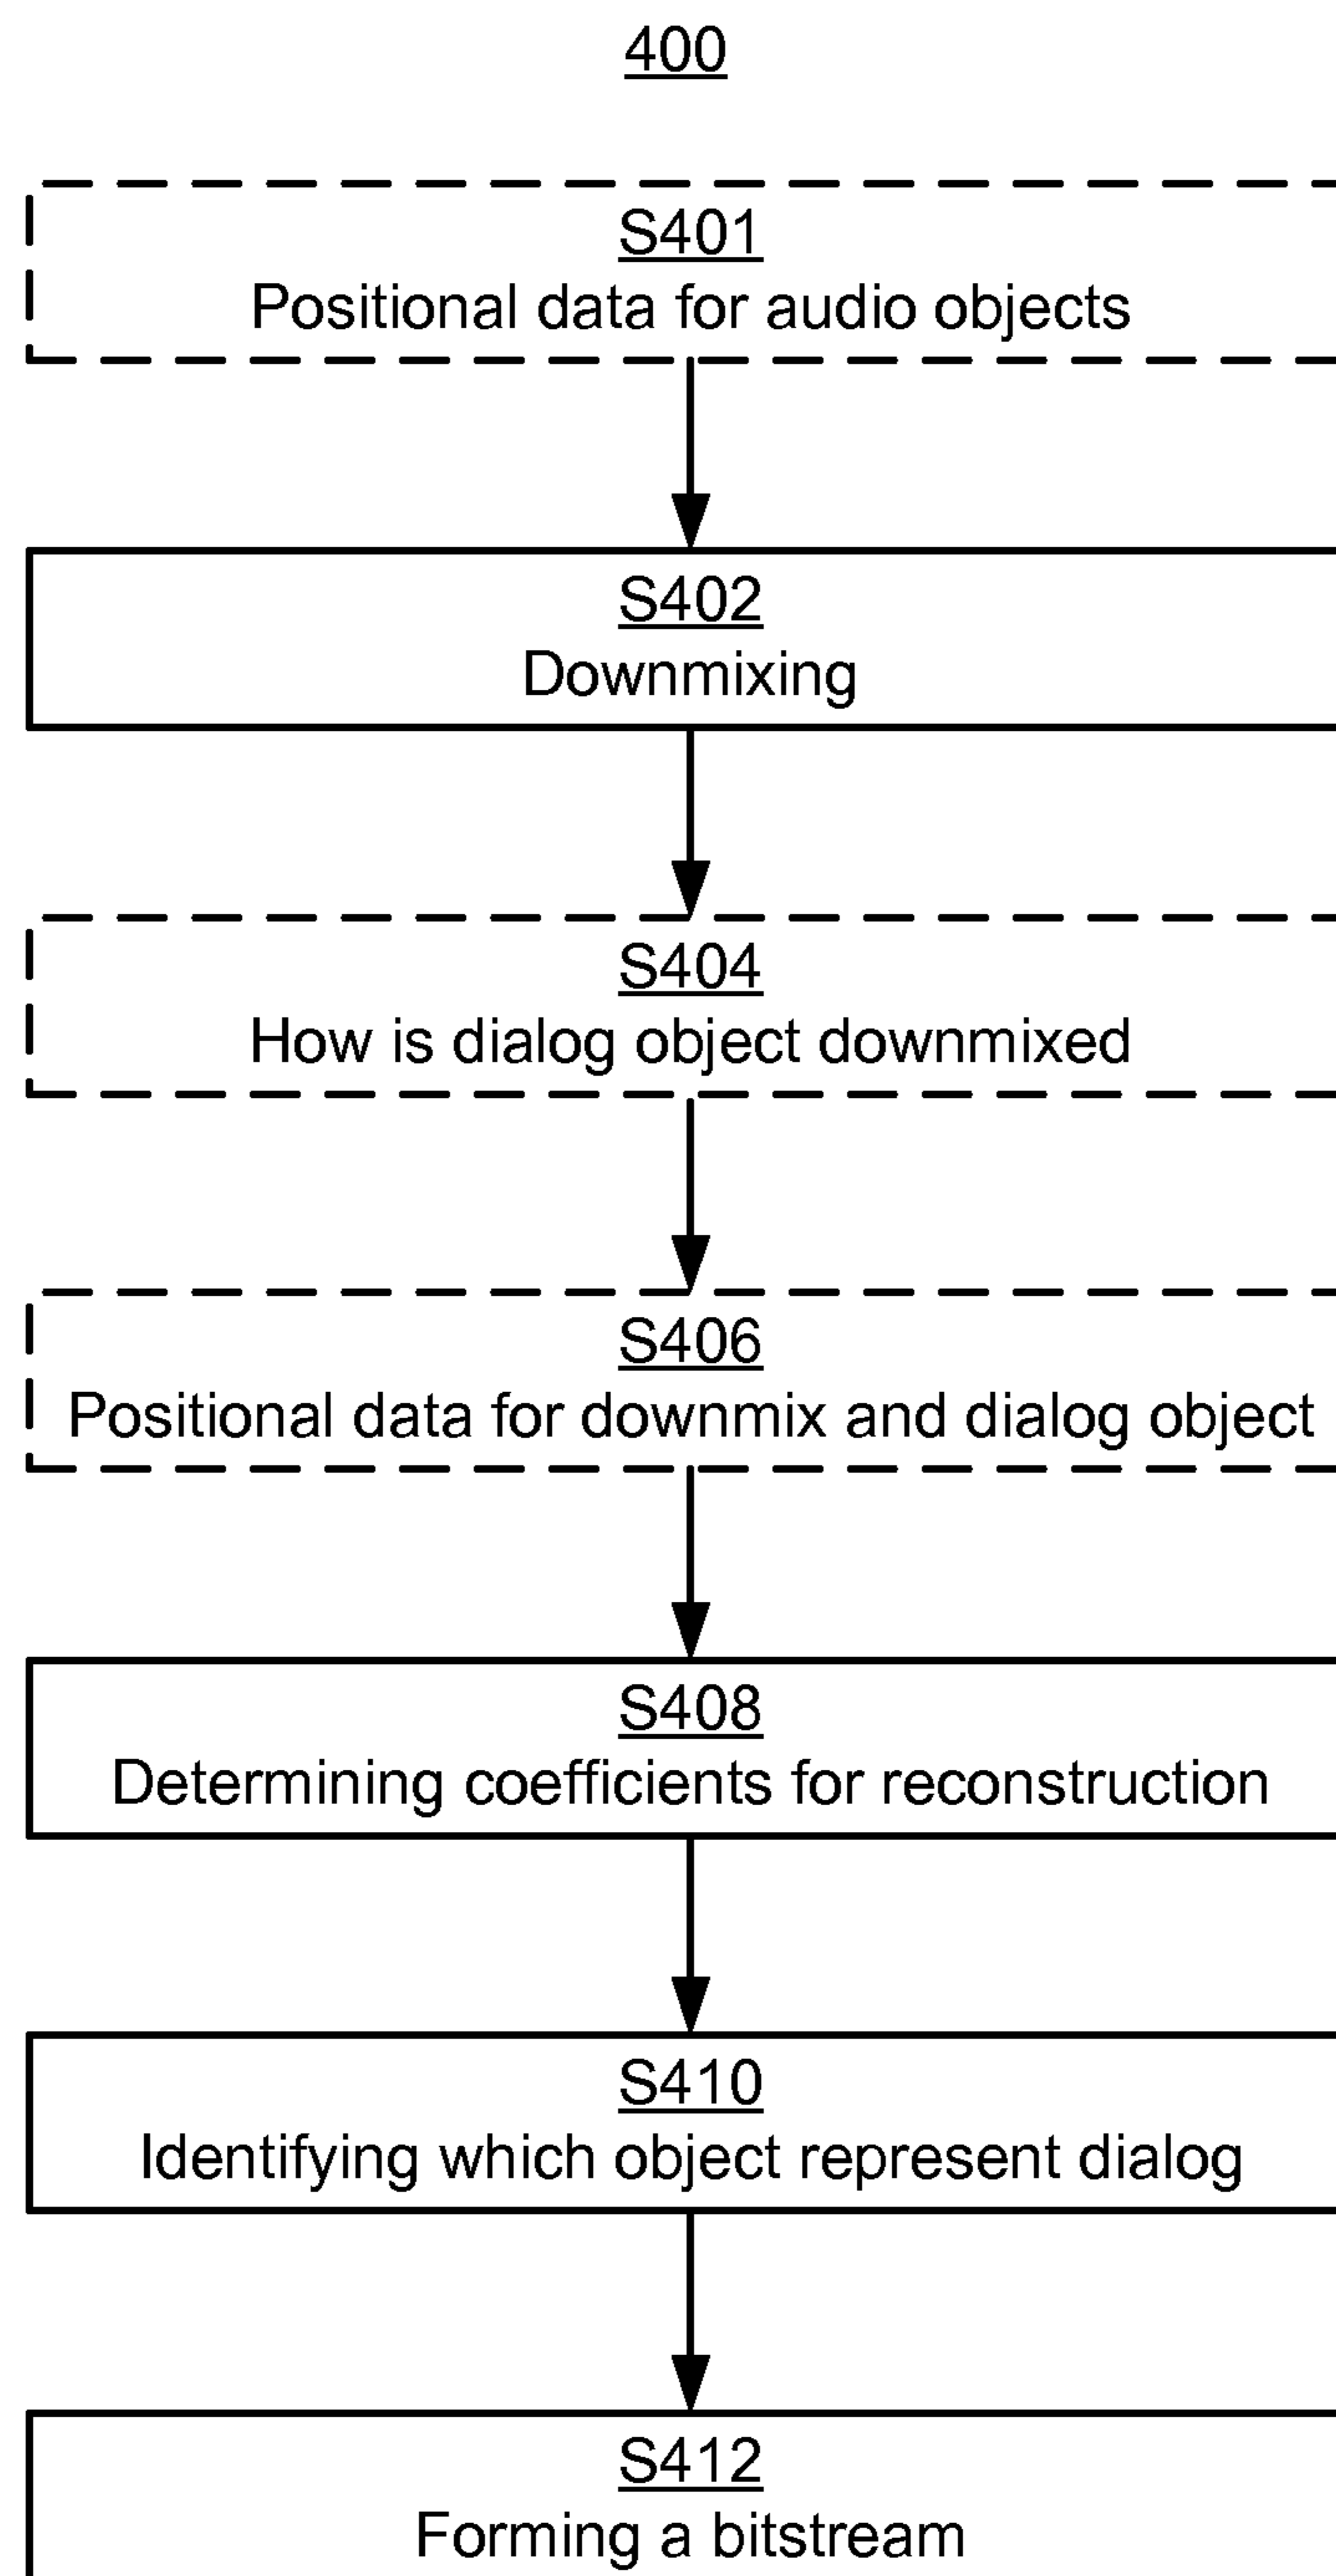 400
S401
Positional data for audio objects
S402
Downmixing
S404
How is dialog object downmixed
S406
Positional data for downmix and dialog object
S408
Determining coefficients for reconstruction
S410
Identifying which object represent dialog
S412
Forming a bitstream